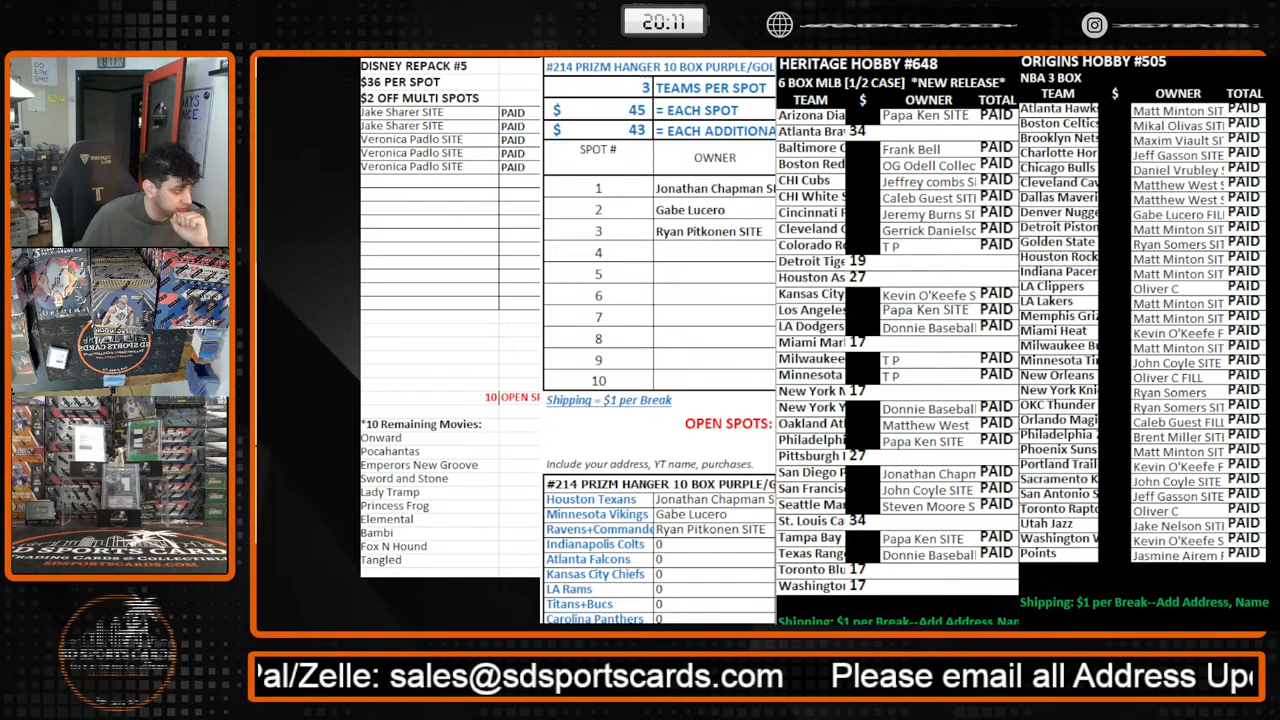 20:11
DISNEY REPACK #5
$36 PER SPOT
$2 OFF MULTI SPOTS
Jake Sharer SITE PAID
Jake Sharer SITE PAID
Veronica Padlo SITE PAID
Veronica Padlo SITE PAID
Veronica Padlo SITE PAID
10 OPEN SP
*10 Remaining Movies:
Onward
Pocahantas
Emperors New Groove
Sword and Stone
Lady Tramp
Princess Frog
Elemental
Bambi
Fox N Hound
Tangled
#214 PRIZM HANGER 10 BOX PURPLE/GOL
3 TEAMS PER SPOT
$ 45 = EACH SPOT
$ 43 = EACH ADDITIONA
SPOT # OWNER
1 Jonathan Chapman SI
2 Gabe Lucero
3 Ryan Pitkonen SITE
4
5
6
7
8
9
10
Shipping = $1 per Break
OPEN SPOTS:
Include your address, YT name, purchases.
#214 PRIZM HANGER 10 BOX PURPLE/G
Houston Texans Jonathan Chapman S
Minnesota Vikings Gabe Lucero
Ravens+Commande Ryan Pitkonen SITE
Indianapolis Colts 0
Atlanta Falcons 0
Kansas City Chiefs 0
LA Rams 0
Titans+Bucs 0
Carolina Panthers 0
HERITAGE HOBBY #648
6 BOX MLB [1/2 CASE] *NEW RELEASE*
TEAM $ OWNER TOTAL
Arizona Dia Papa Ken SITE PAID
Atlanta Bra 34
Baltimore C Frank Bell PAID
Boston Red OG Odell Collec PAID
CHI Cubs Jeffrey combs SI PAID
CHI White S Caleb Guest SITE PAID
Cincinnati R Jeremy Burns SI PAID
Cleveland G Gerrick Danielsc PAID
Colorado Ro T P PAID
Detroit Tige 19
Houston As 27
Kansas City Kevin O'Keefe S PAID
Los Angeles Papa Ken SITE PAID
LA Dodgers Donnie Baseball PAID
Miami Marl 17
Milwaukee T P PAID
Minnesota T P PAID
New York M 17
New York Y Donnie Baseball PAID
Oakland Atl Matthew West PAID
Philadelphi Papa Ken SITE PAID
Pittsburgh 27
San Diego P Jonathan Chapm PAID
San Francis John Coyle SITE PAID
Seattle Mar Steven Moore S PAID
St. Louis Ca 34
Tampa Bay Papa Ken SITE PAID
Texas Range Donnie Baseball PAID
Toronto Blu 17
Washington 17
Shipping: $1 per Break--Add Address Nam
ORIGINS HOBBY #505
NBA 3 BOX
TEAM $ OWNER TOTAL
Atlanta Hawks Matt Minton SIT PAID
Boston Celtics Mikal Olivas SIT PAID
Brooklyn Nets Maxim Viault SI PAID
Charlotte Hor Jeff Gasson SITE PAID
Chicago Bulls Daniel Vrubley PAID
Cleveland Cav Matthew West S PAID
Dallas Maveri Matthew West S PAID
Denver Nugge Gabe Lucero FILL PAID
Detroit Piston Matt Minton SIT PAID
Golden State Ryan Somers SIT PAID
Houston Rock Matt Minton SIT PAID
Indiana Pacer Matt Minton SIT PAID
LA Clippers Oliver C PAID
LA Lakers Matt Minton SIT PAID
Memphis Griz Matt Minton SIT PAID
Miami Heat Kevin O'Keefe F PAID
Milwaukee Bu Matt Minton SIT PAID
Minnesota Tin John Coyle SITE PAID
New Orleans Oliver C FILL PAID
New York Kni Ryan Somers PAID
OKC Thunder Ryan Somers SIT PAID
Orlando Magi Caleb Guest FILL PAID
Philadelphia Brent Miller SIT PAID
Phoenix Suns Matt Minton SIT PAID
Portland Trail Kevin O'Keefe F PAID
Sacramento K John Coyle SITE PAID
San Antonio S Jeff Gasson SITE PAID
Toronto Rapto Oliver C PAID
Utah Jazz Jake Nelson SITE PAID
Washington W Kevin O'Keefe S PAID
Points Jasmine Airem F PAID
Shipping: $1 per Break--Add Address, Name
Pal/Zelle: sales@sdsportscards.com Please email all Address Upd